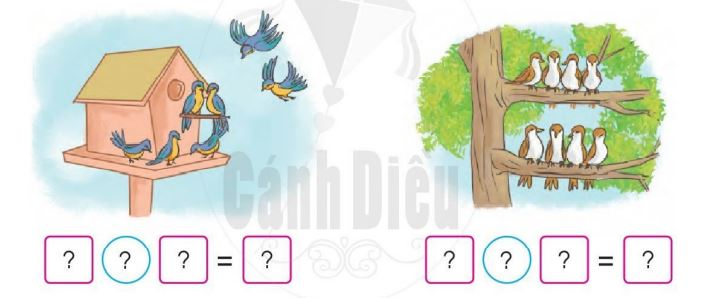 Cánh Diều
? ? ? = ? ? ? ? = ?